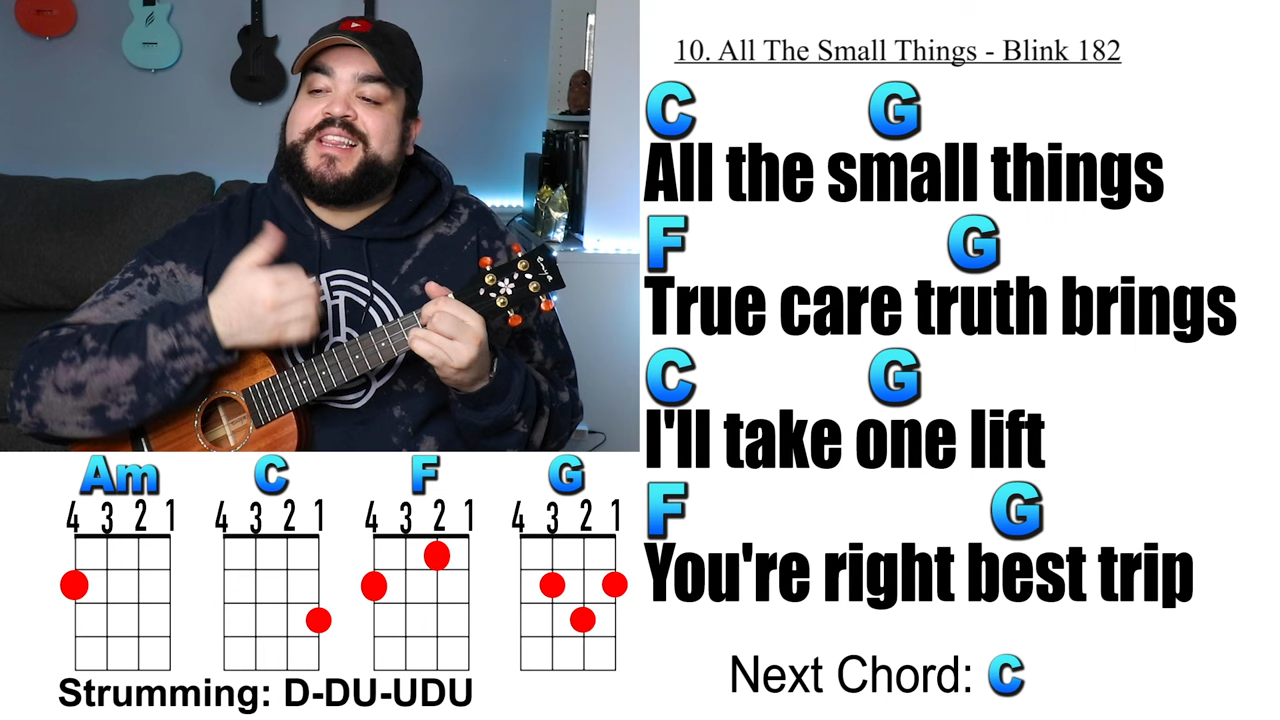 10. All The Small Things - Blink 182
C G
All the small things
F G
True care truth brings
C G
I'll take one lift
F G
You're right best trip
Next Chord: C
Am C F G
4 3 2 1 4 3 2 1 4 3 2 1 4 3 2 1
Strumming: D-DU-UDU